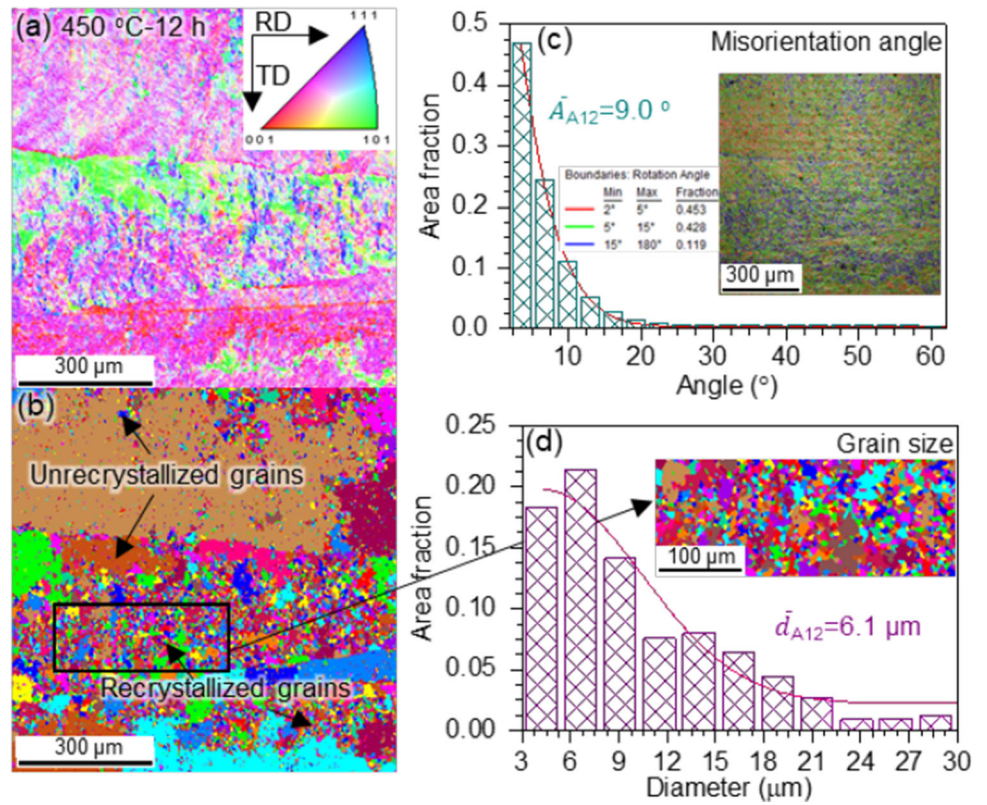 (a) 450 °C-12 h
RD
TD
111
001
101
300 µm
(b)
Unrecrystallized grains
Recrystallized grains
300 µm
(c)
Misorientation angle
ĀA12=9.0 °
Boundaries: Rotation Angle
Min Max Fraction
2° 5° 0.453
5° 15° 0.428
15° 180° 0.119
300 µm
0.5
0.4
0.3
0.2
0.1
0.0
Area fraction
10 20 30 40 50 60
Angle (°)
(d)
Grain size
100 µm
d̄A12=6.1 µm
0.25
0.20
0.15
0.10
0.05
0.00
Area fraction
3 6 9 12 15 18 21 24 27 30
Diameter (µm)